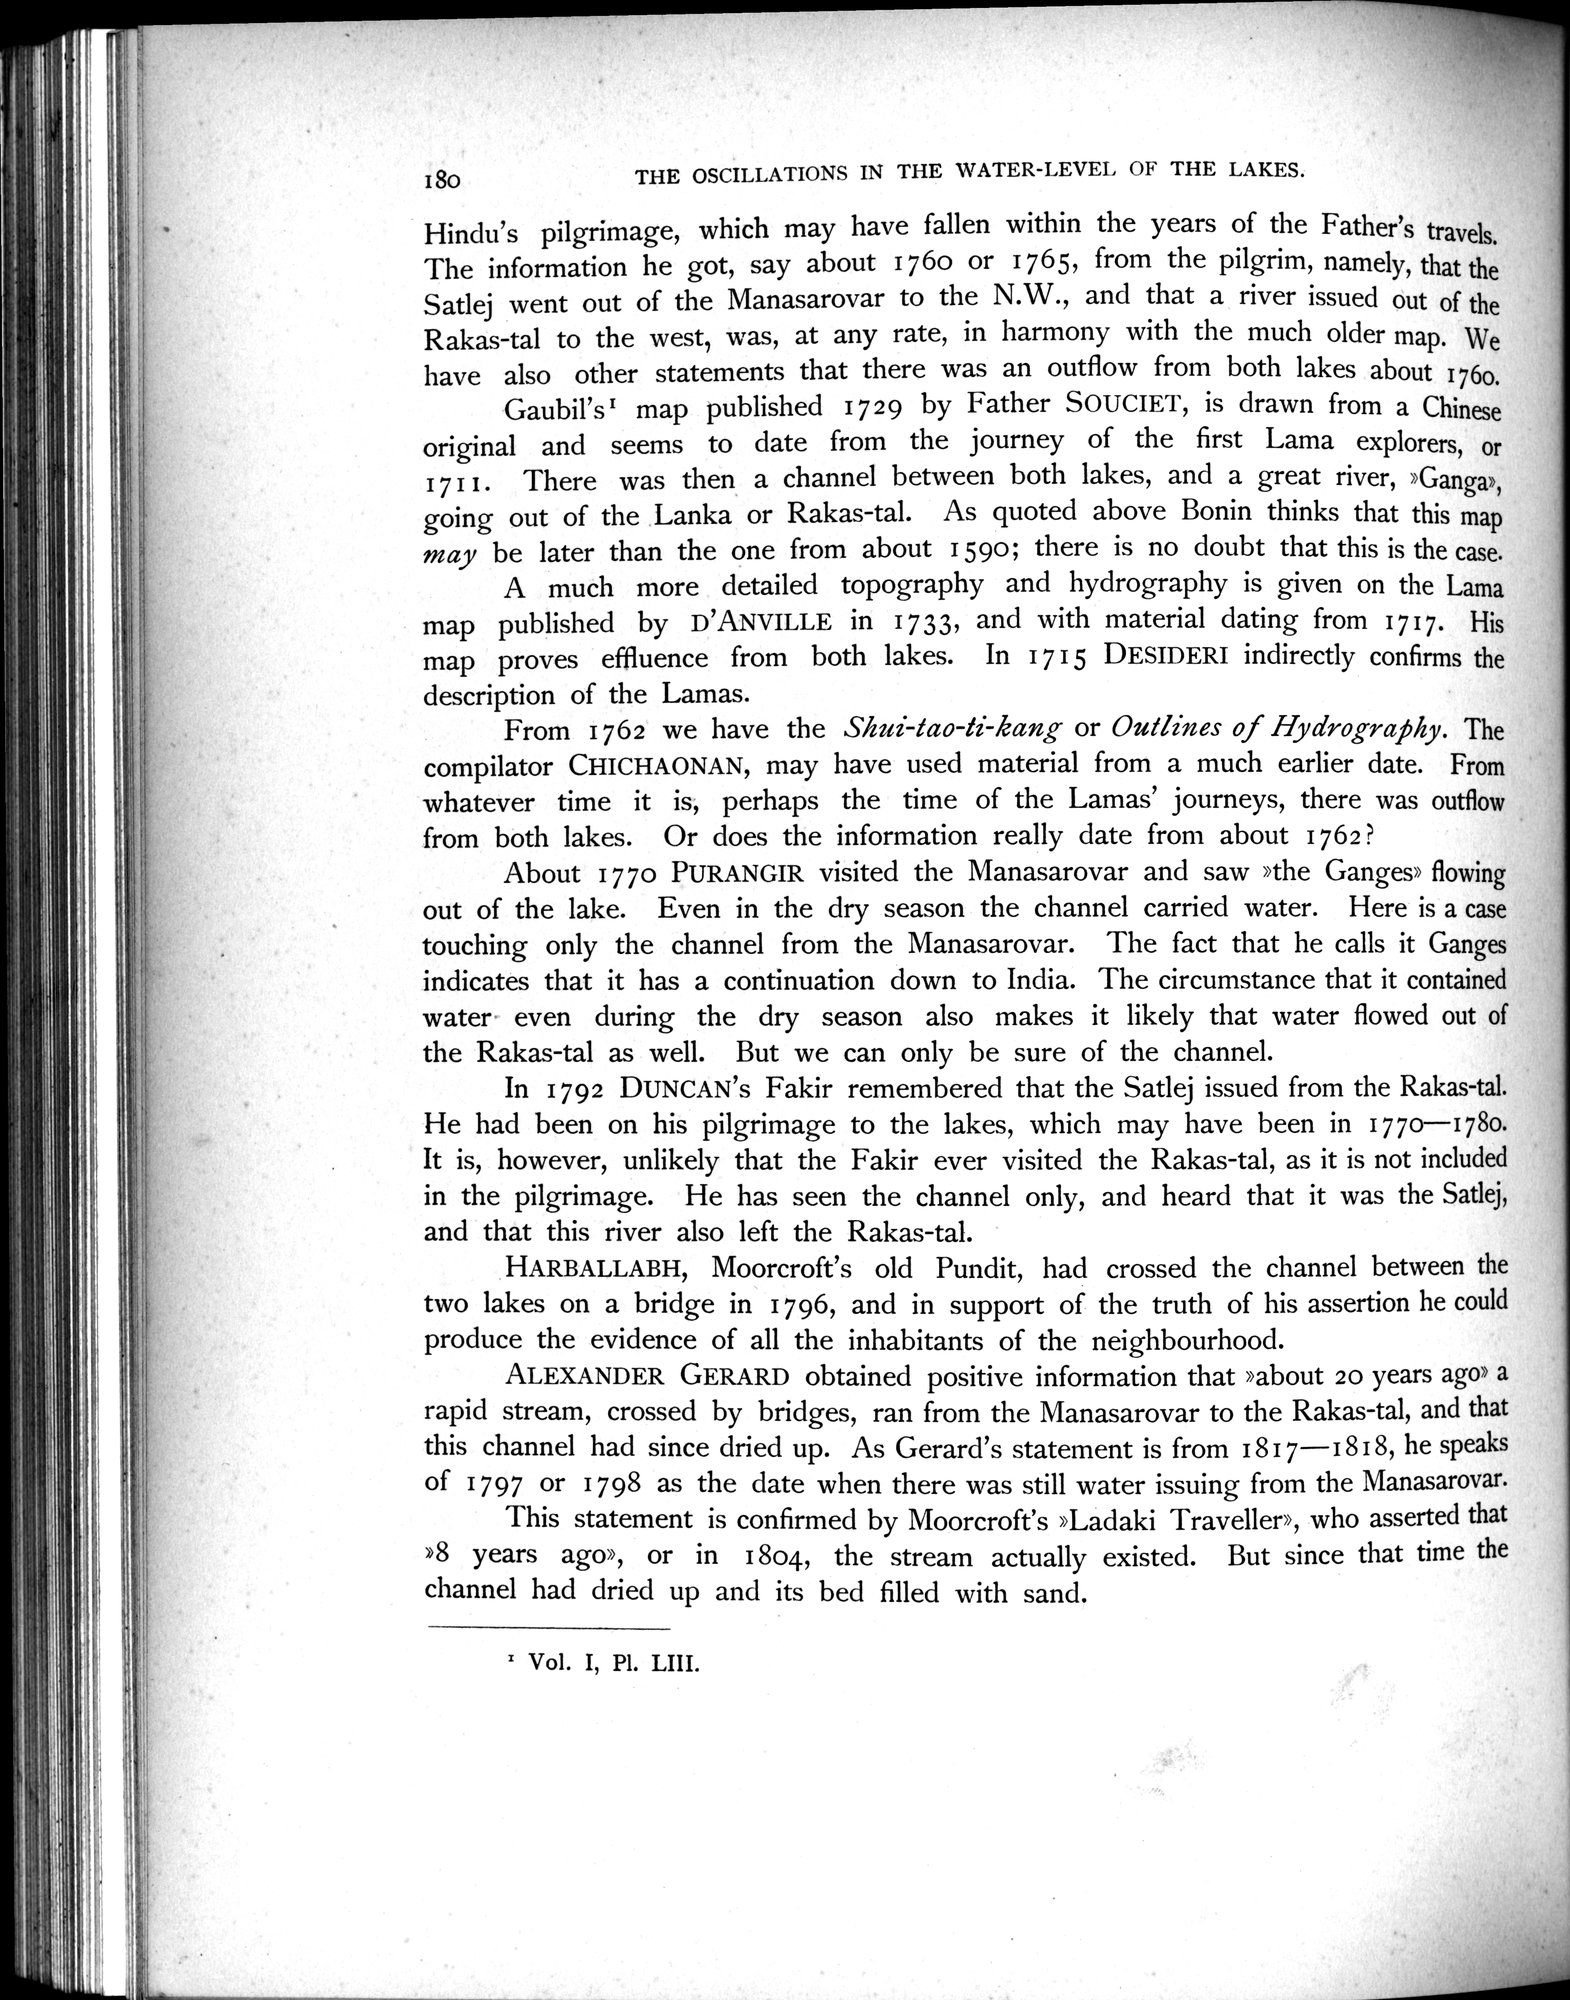 180 THE OSCILLATIONS IN THE WATER-LEVEL OF THE LAKES.
Hindu's pilgrimage, which may have fallen within the years of the Father's travels.
The information he got, say about 1760 or 1765, from the pilgrim, namely, that the
Satlej went out of the Manasarovar to the N.W., and that a river issued out of the
Rakas-tal to the west, was, at any rate, in harmony with the much older map. We
have also other statements that there was an outflow from both lakes about 1760.
Gaubil's¹ map published 1729 by Father SOUCIET, is drawn from a Chinese
original and seems to date from the journey of the first Lama explorers, or
1711. There was then a channel between both lakes, and a great river, »Ganga»,
going out of the Lanka or Rakas-tal. As quoted above Bonin thinks that this map
may be later than the one from about 1590; there is no doubt that this is the case.
A much more detailed topography and hydrography is given on the Lama
map published by D'ANVILLE in 1733, and with material dating from 1717. His
map proves effluence from both lakes. In 1715 DESIDERI indirectly confirms the
description of the Lamas.
From 1762 we have the Shui-tao-ti-kang or Outlines of Hydrography. The
compilator CHICHAONAN, may have used material from a much earlier date. From
whatever time it is, perhaps the time of the Lamas' journeys, there was outflow
from both lakes. Or does the information really date from about 1762?
About 1770 PURANGIR visited the Manasarovar and saw »the Ganges» flowing
out of the lake. Even in the dry season the channel carried water. Here is a case
touching only the channel from the Manasarovar. The fact that he calls it Ganges
indicates that it has a continuation down to India. The circumstance that it contained
water even during the dry season also makes it likely that water flowed out of
the Rakas-tal as well. But we can only be sure of the channel.
In 1792 DUNCAN's Fakir remembered that the Satlej issued from the Rakas-tal.
He had been on his pilgrimage to the lakes, which may have been in 1770—1780.
It is, however, unlikely that the Fakir ever visited the Rakas-tal, as it is not included
in the pilgrimage. He has seen the channel only, and heard that it was the Satlej,
and that this river also left the Rakas-tal.
HARBALLABH, Moorcroft's old Pundit, had crossed the channel between the
two lakes on a bridge in 1796, and in support of the truth of his assertion he could
produce the evidence of all the inhabitants of the neighbourhood.
ALEXANDER GERARD obtained positive information that »about 20 years ago» a
rapid stream, crossed by bridges, ran from the Manasarovar to the Rakas-tal, and that
this channel had since dried up. As Gerard's statement is from 1817—1818, he speaks
of 1797 or 1798 as the date when there was still water issuing from the Manasarovar.
This statement is confirmed by Moorcroft's »Ladaki Traveller», who asserted that
»8 years ago», or in 1804, the stream actually existed. But since that time the
channel had dried up and its bed filled with sand.
¹ Vol. I, Pl. LIII.